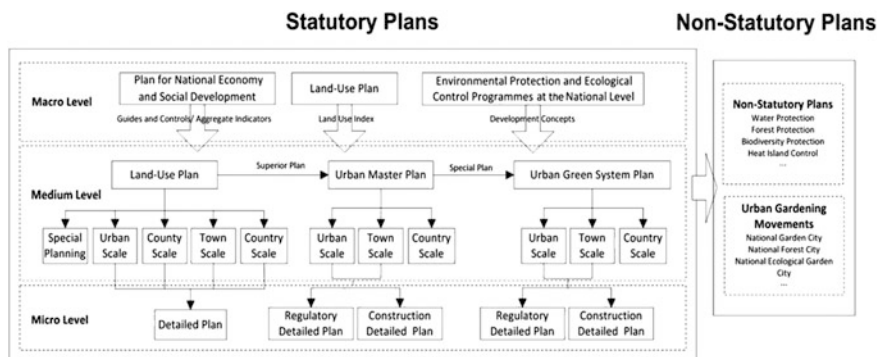 Statutory Plans
Non-Statutory Plans
Macro Level
Plan for National Economy
and Social Development
Land-Use Plan
Environmental Protection and Ecological
Control Programmes at the National Level
Guides and Controls/ Aggregate Indicators
Land Use Index
Development Concepts
Medium Level
Land-Use Plan
Superior Plan
Urban Master Plan
Special Plan
Urban Green System Plan
Special
Planning
Urban
Scale
County
Scale
Town
Scale
Country
Scale
Urban
Scale
Town
Scale
Country
Scale
Urban
Scale
Town
Scale
Country
Scale
Micro Level
Detailed Plan
Regulatory
Detailed Plan
Construction
Detailed Plan
Regulatory
Detailed Plan
Construction
Detailed Plan
Non-Statutory Plans
Water Protection
Forest Protection
Biodiversity Protection
Heat Island Control
...
Urban Gardening
Movements
National Garden City
National Forest City
National Ecological Garden
City
...